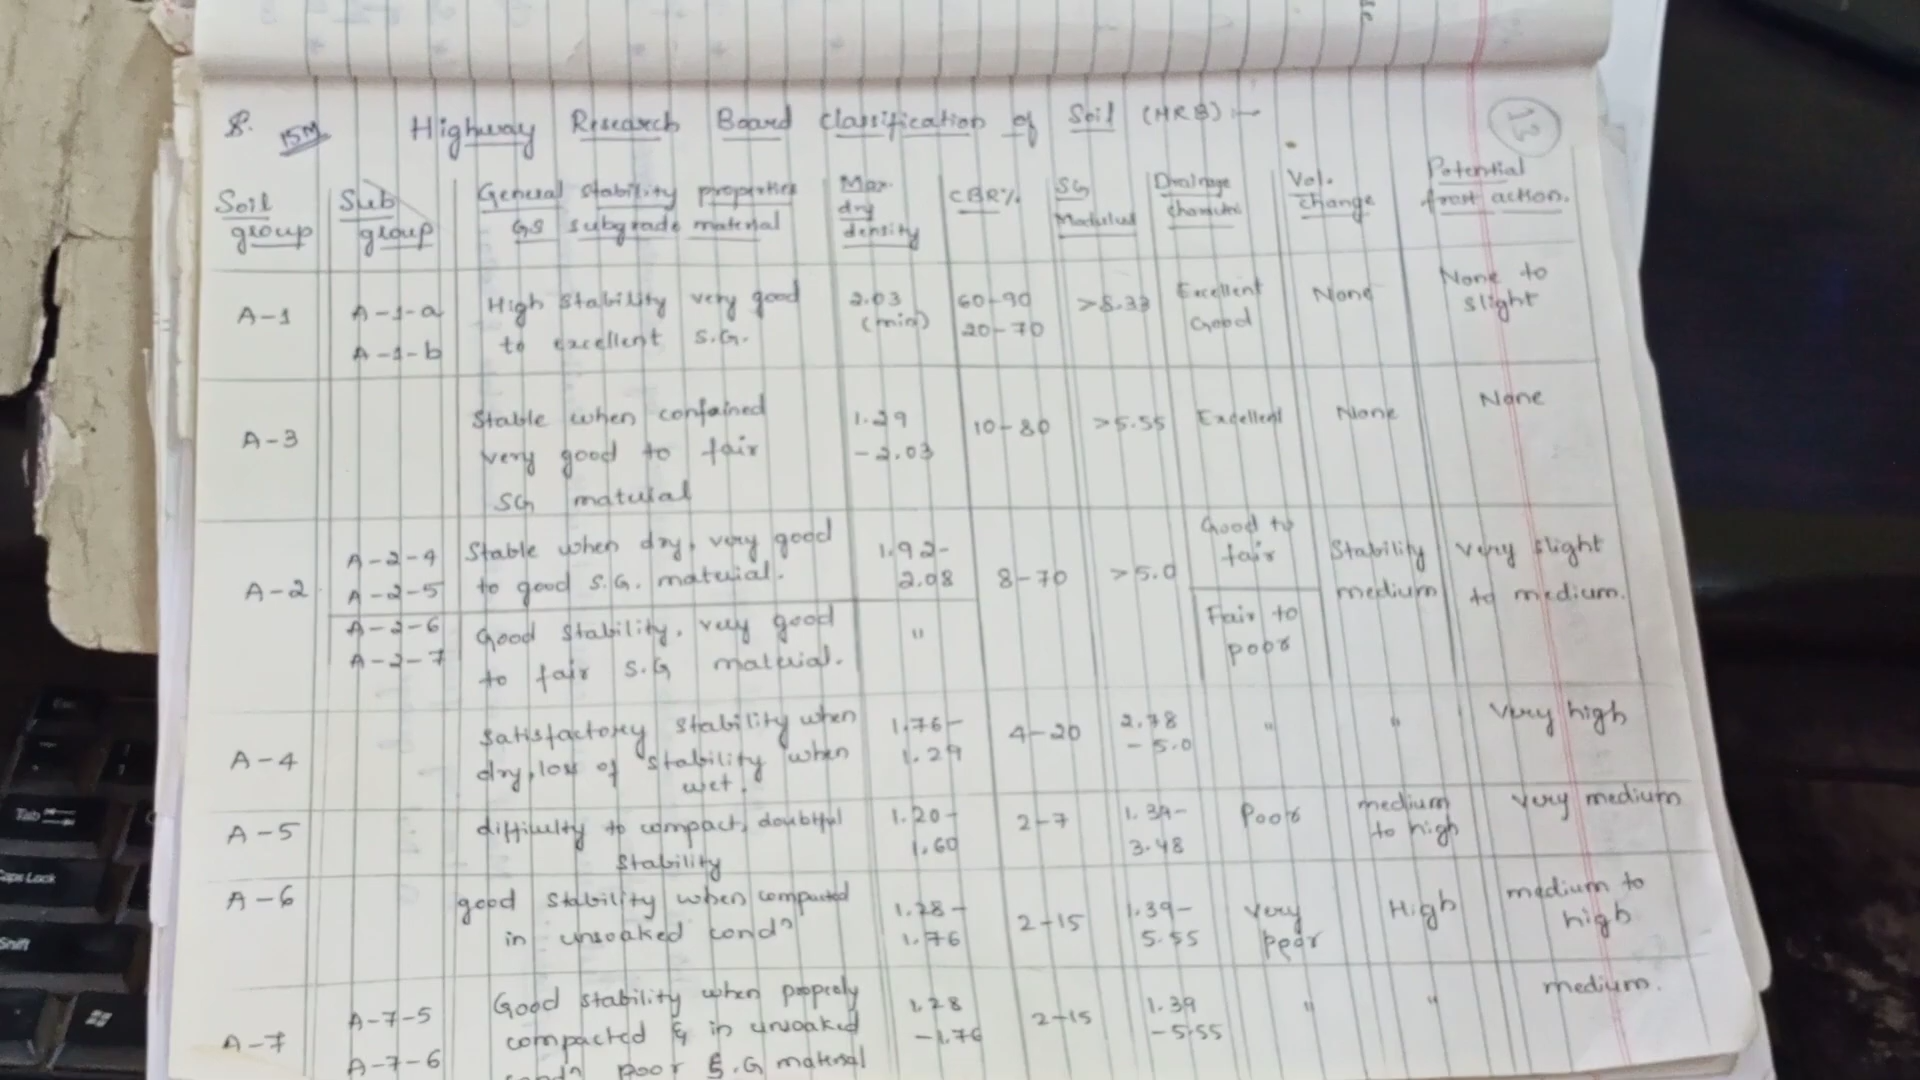 8. 15M Highway Research Board Classification of Soil (HRB) :- 13
Soil group Sub group General stability properties GS subgrade material Max. dry density CBR% SG Modulus Drainage Vol. change Potential frost action.
A-1 A-1-a A-1-b High Stability very good to excellent S.G. 2.03 (min) 60-90 20-70 >8.33 Excellent Good None None to slight
A-3 Stable when confained very good to fair SG material 1.29 -2.03 10-80 >5.55 Excellent None None
A-2 A-2-4 A-2-5 Stable when dry, very good to good S.G. material. 1.92- 2.08 8-70 >5.0 Good to fair Stability medium very slight to medium.
A-2-6 A-2-7 Good Stability, very good to fair S.G material. " Fair to poor
A-4 Satisfactory stability when dry, loss of stability when wet. 1.76- 1.29 4-20 2.78 -5.0 " " very high
A-5 difficulty to compact, doubtful Stability 1.20- 1.60 2-7 1.39- 3.48 Poor medium to high very medium
A-6 good Stability when compacted in unsoaked condn 1.28- 1.76 2-15 1.39- 5.55 very poor High medium to high
A-7 A-7-5 A-7-6 Good stability when properly compacted & in unsoaked condn poor S.G material 1.28 -1.76 2-15 1.39 -5.55 " " medium.
Esc
Tab
Caps Lock
Shift